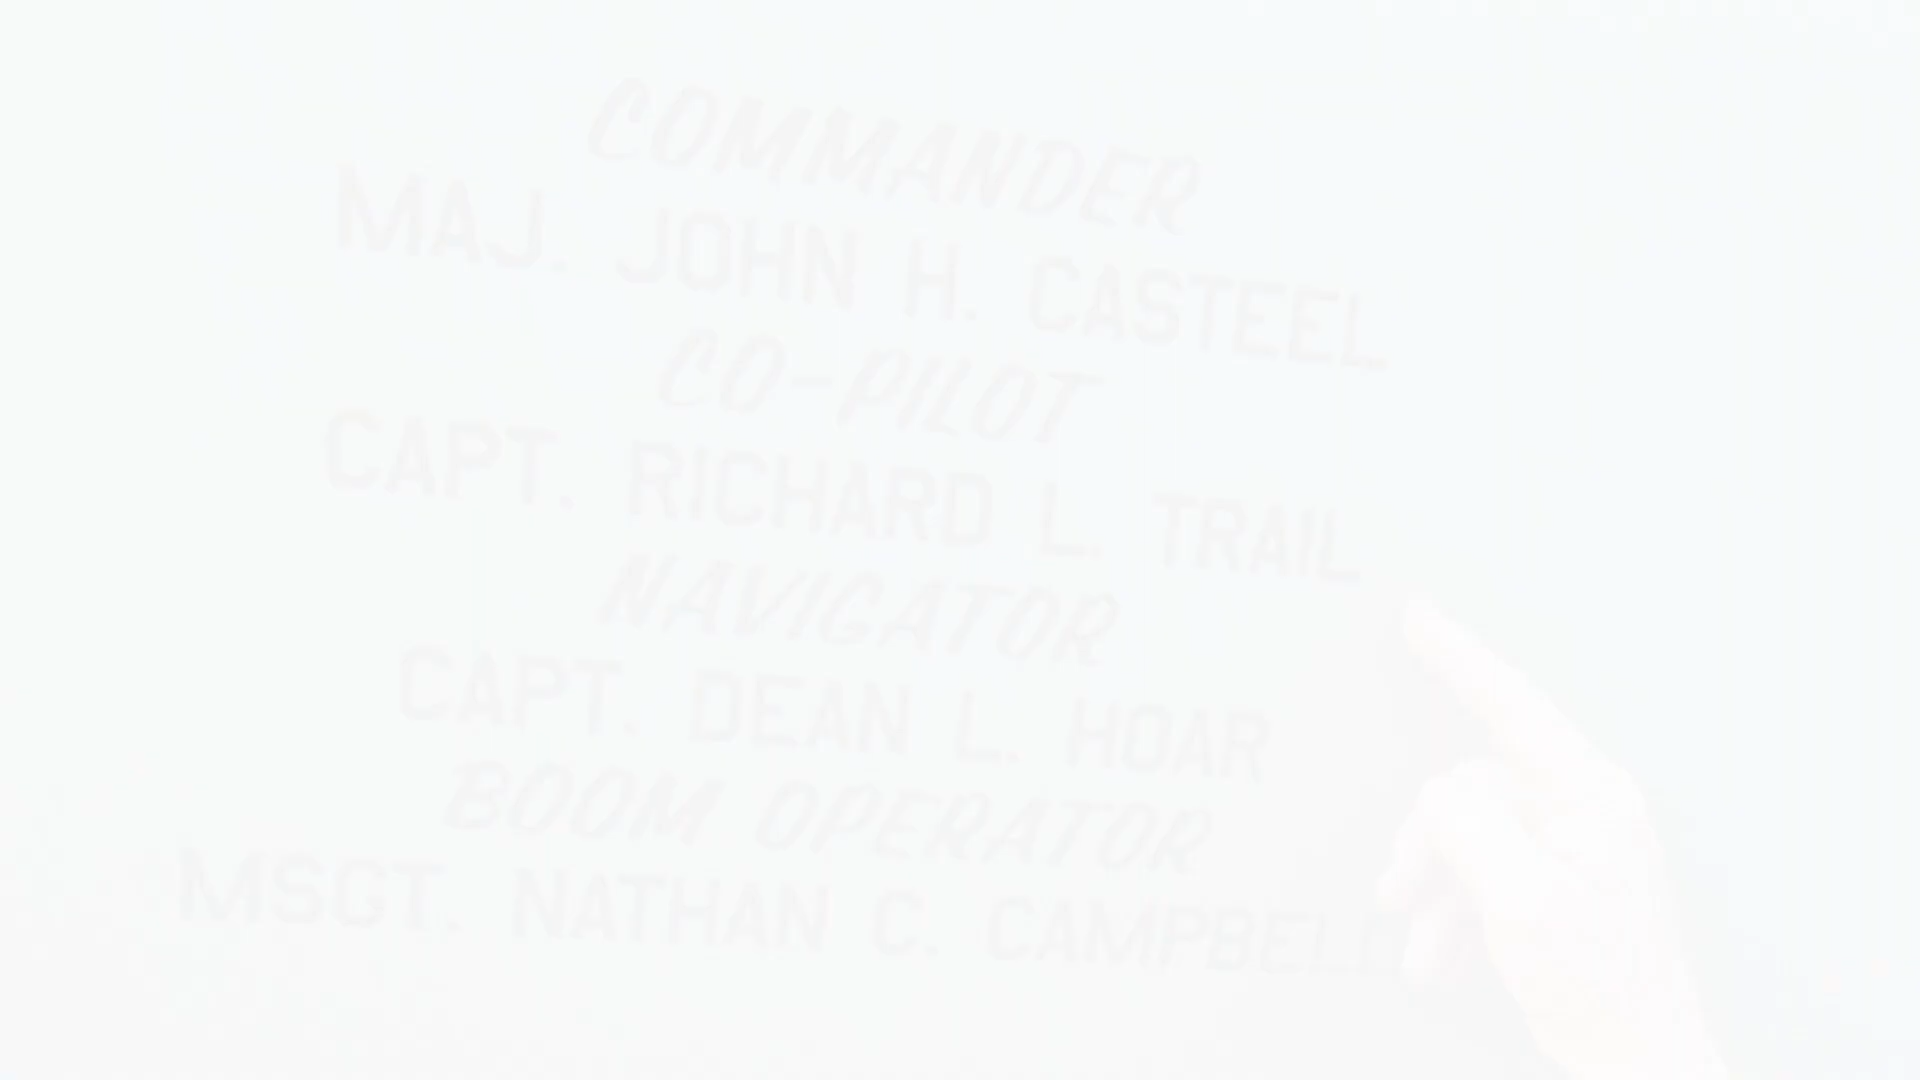 COMMANDER
MAJ. JOHN H. CASTEEL
CO-PILOT
CAPT. RICHARD L. TRAIL
NAVIGATOR
CAPT. DEAN L. HOAR
BOOM OPERATOR
MSGT. NATHAN C. CAMPBELL